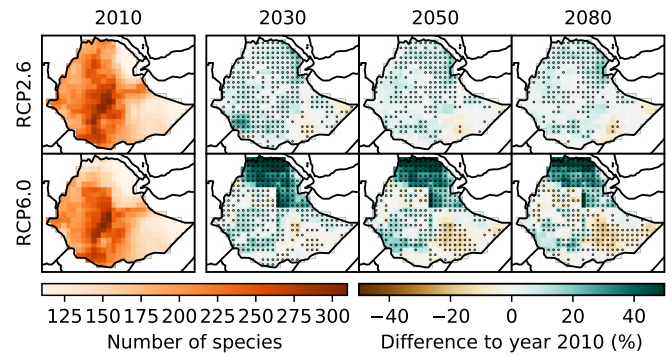 2010 2030 2050 2080
RCP2.6
RCP6.0
125 150 175 200 225 250 275 300
Number of species
−40 −20 0 20 40
Difference to year 2010 (%)